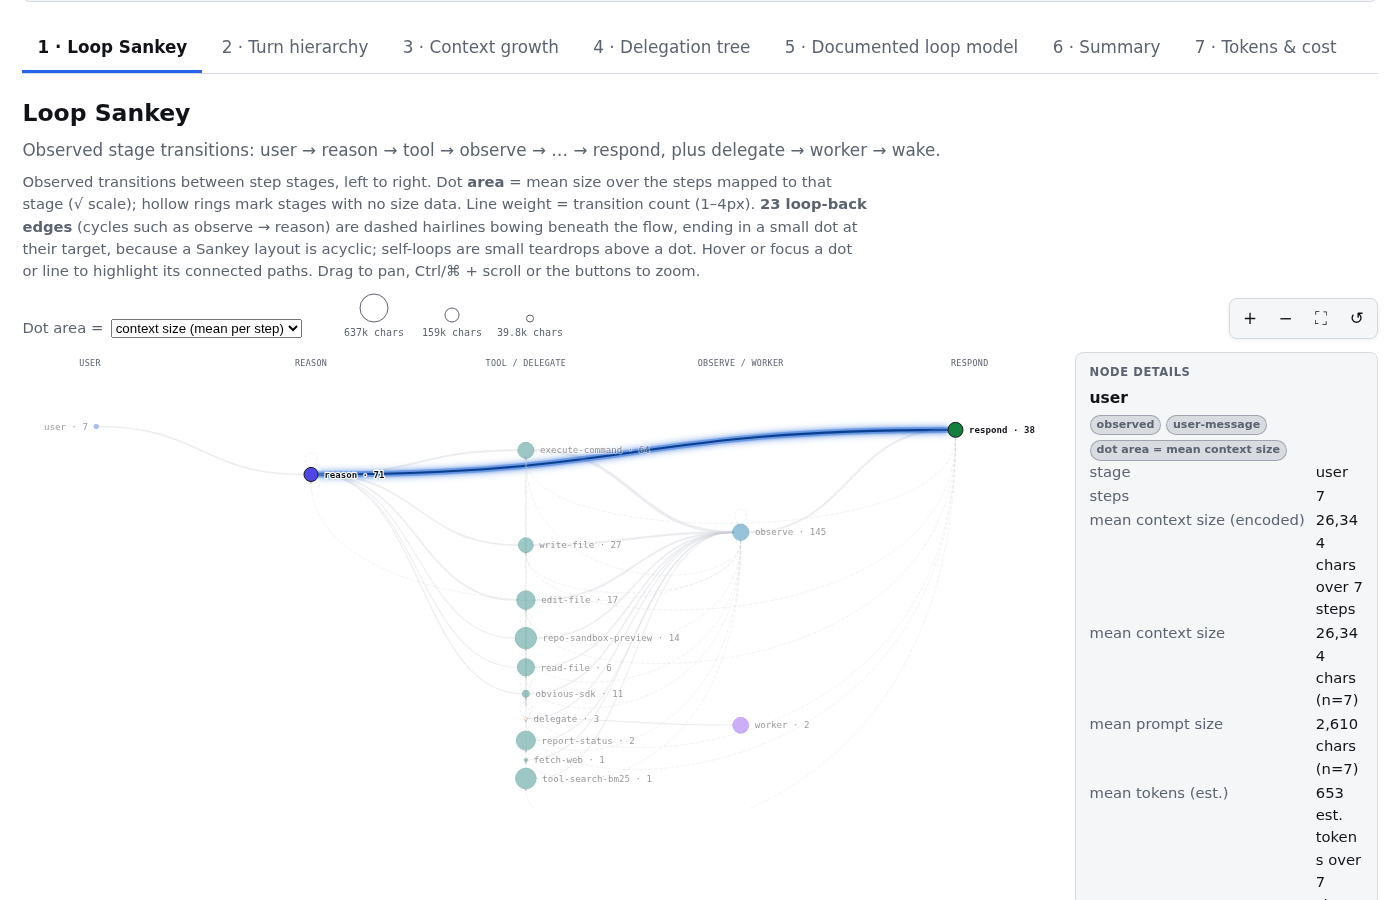 1 · Loop Sankey
2 · Turn hierarchy
3 · Context growth
4 · Delegation tree
5 · Documented loop model
6 · Summary
7 · Tokens & cost
Loop Sankey
Observed stage transitions: user → reason → tool → observe → … → respond, plus delegate → worker → wake.
Observed transitions between step stages, left to right. Dot area = mean size over the steps mapped to that
stage (√ scale); hollow rings mark stages with no size data. Line weight = transition count (1–4px). 23 loop-back
edges (cycles such as observe → reason) are dashed hairlines bowing beneath the flow, ending in a small dot at
their target, because a Sankey layout is acyclic; self-loops are small teardrops above a dot. Hover or focus a dot
or line to highlight its connected paths. Drag to pan, Ctrl/⌘ + scroll or the buttons to zoom.
Dot area =
context size (mean per step)
637k chars
159k chars
39.8k chars
+ − ⛶ ↺
USER
REASON
TOOL / DELEGATE
OBSERVE / WORKER
RESPOND
user · 7
reason · 71
execute-command · 64
write-file · 27
edit-file · 17
repo-sandbox-preview · 14
read-file · 6
obvious-sdk · 11
delegate · 3
report-status · 2
fetch-web · 1
tool-search-bm25 · 1
observe · 145
worker · 2
respond · 38
NODE DETAILS
user
observed
user-message
dot area = mean context size
stage user
steps 7
mean context size (encoded) 26,34
4
chars
over 7
steps
mean context size 26,34
4
chars
(n=7)
mean prompt size 2,610
chars
(n=7)
mean tokens (est.) 653
est.
token
s over
7